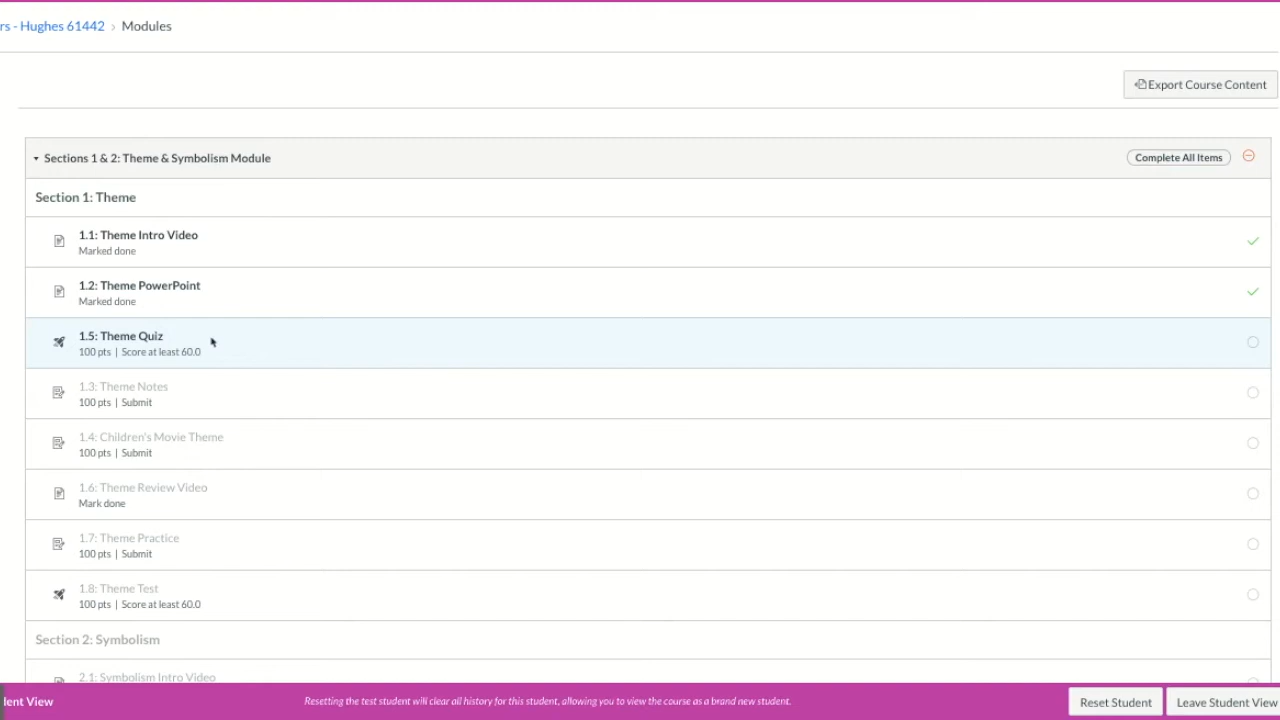 rs - Hughes 61442 › Modules
Export Course Content
Sections 1 & 2: Theme & Symbolism Module
Complete All Items
Section 1: Theme
1.1: Theme Intro Video
Marked done
1.2: Theme PowerPoint
Marked done
1.5: Theme Quiz
100 pts | Score at least 60.0
1.3: Theme Notes
100 pts | Submit
1.4: Children's Movie Theme
100 pts | Submit
1.6: Theme Review Video
Mark done
1.7: Theme Practice
100 pts | Submit
1.8: Theme Test
100 pts | Score at least 60.0
Section 2: Symbolism
2.1: Symbolism Intro Video
lent View
Resetting the test student will clear all history for this student, allowing you to view the course as a brand new student.
Reset Student
Leave Student View